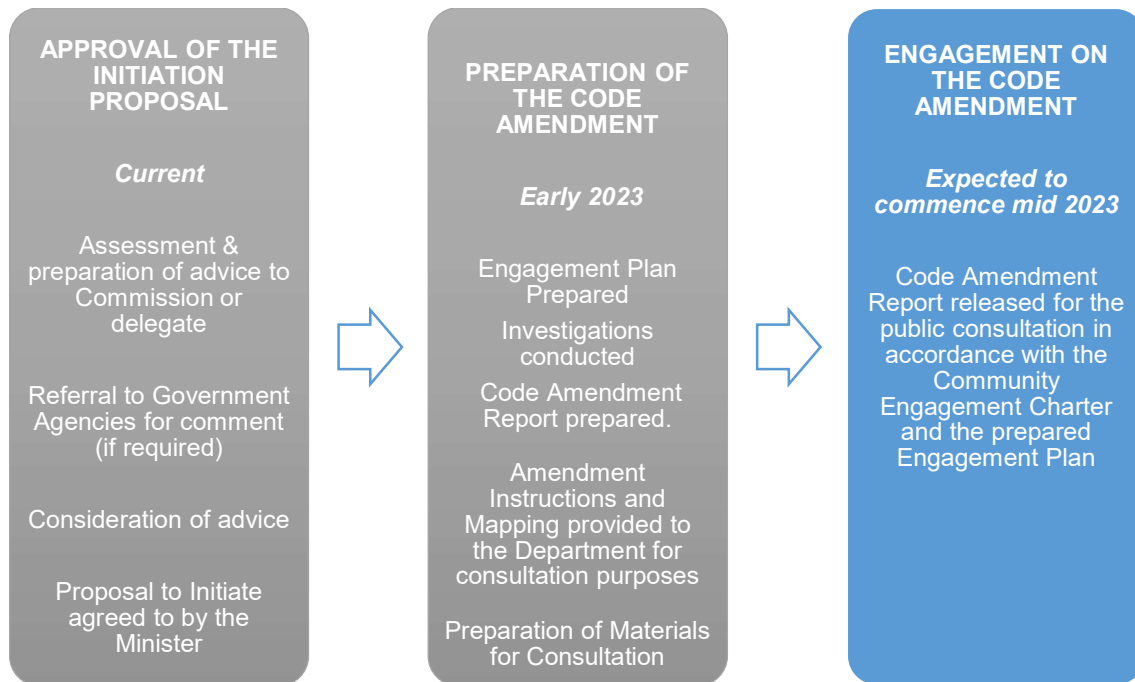 APPROVAL OF THE
INITIATION
PROPOSAL
Current
Assessment &
preparation of advice to
Commission or
delegate
Referral to Government
Agencies for comment
(if required)
Consideration of advice
Proposal to Initiate
agreed to by the
Minister
PREPARATION OF
THE CODE
AMENDMENT
Early 2023
Engagement Plan
Prepared
Investigations
conducted
Code Amendment
Report prepared.
Amendment
Instructions and
Mapping provided to
the Department for
consultation purposes
Preparation of Materials
for Consultation
ENGAGEMENT ON
THE CODE
AMENDMENT
Expected to
commence mid 2023
Code Amendment
Report released for the
public consultation in
accordance with the
Community
Engagement Charter
and the prepared
Engagement Plan